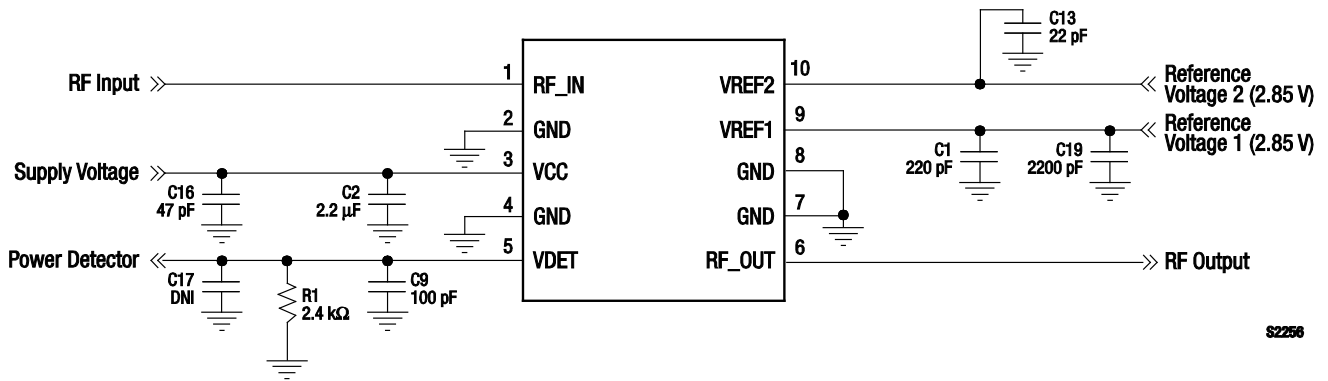 C13
22 pF
RF Input
1
RF_IN
VREF2
10
Reference
Voltage 2 (2.85 V)
2
GND
VREF1
9
Reference
Voltage 1 (2.85 V)
Supply Voltage
3
VCC
GND
8
C1
220 pF
C19
2200 pF
C16
47 pF
C2
2.2 µF
4
GND
GND
7
Power Detector
5
VDET
RF_OUT
6
RF Output
C17
DNI
R1
2.4 kΩ
C9
100 pF
S2256